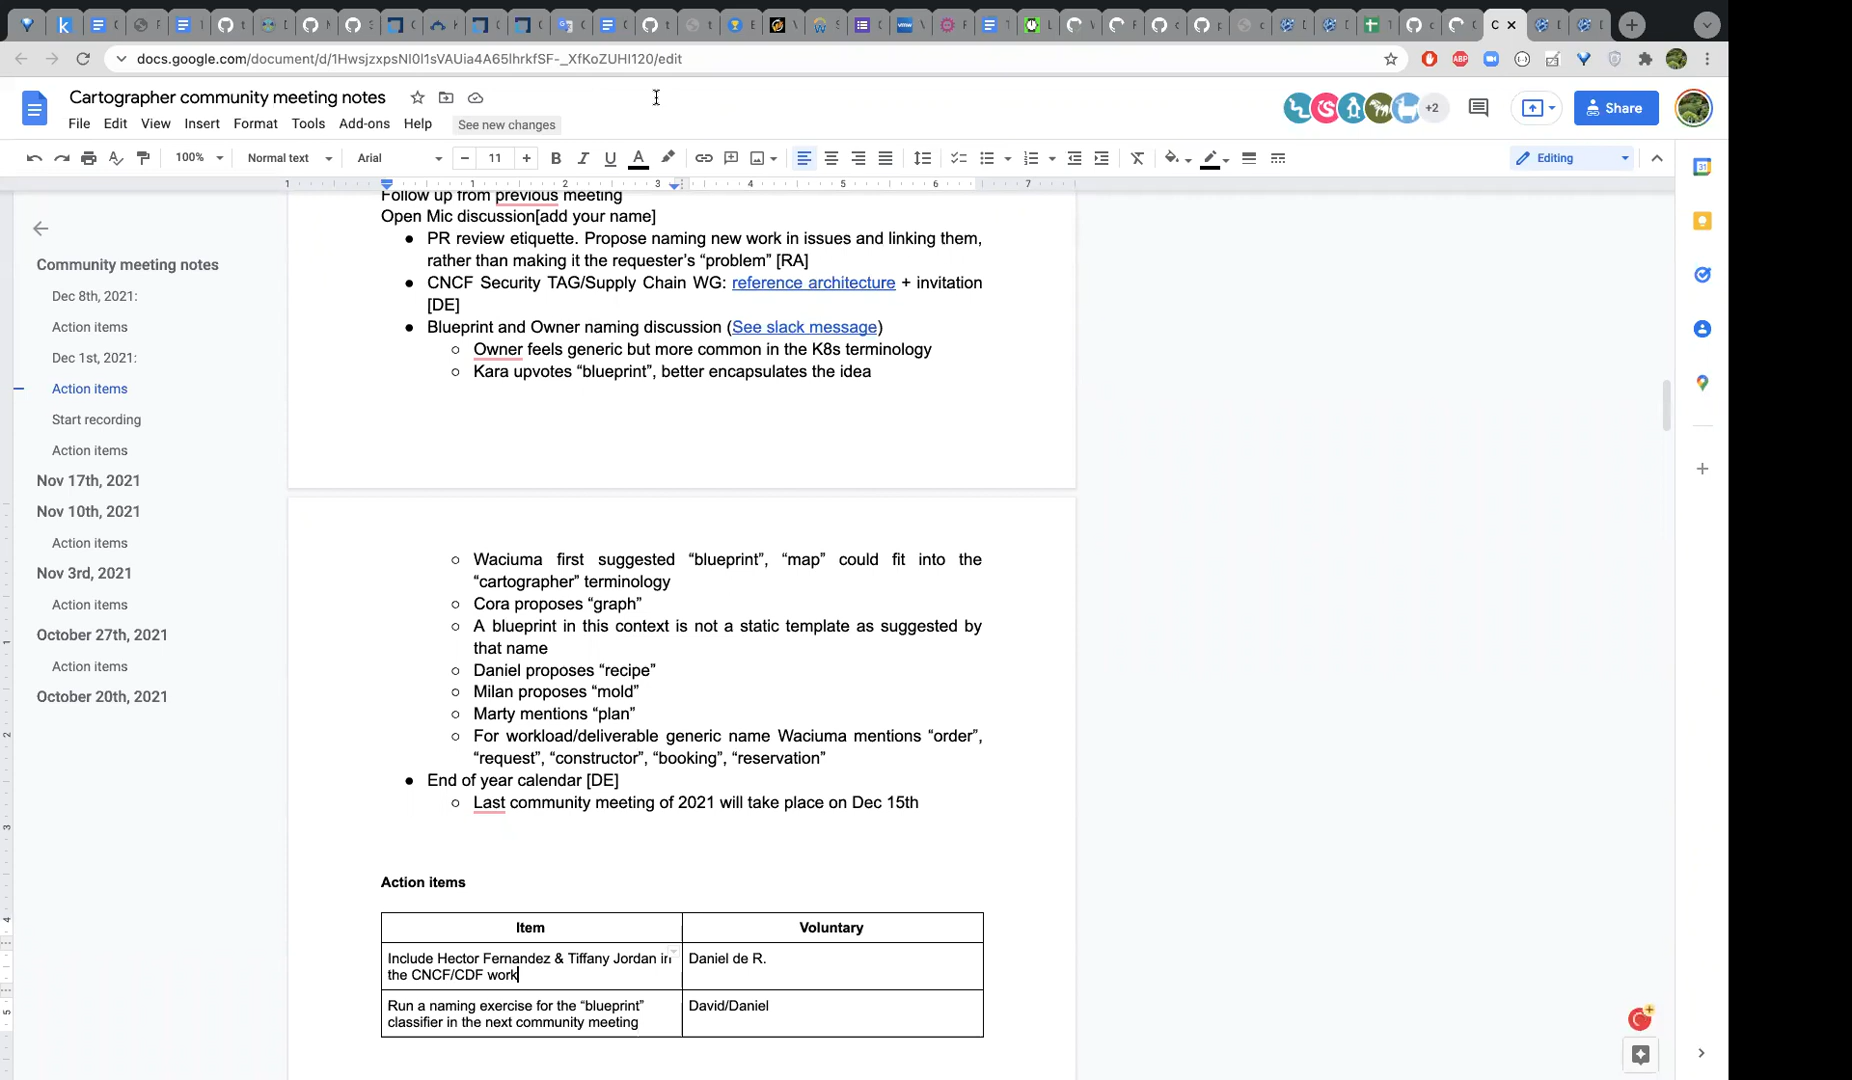 docs.google.com/document/d/1HwsjzxpsNI0l1sVAUia4A65lhrkfSF-_XfKoZUHI120/edit
Cartographer community meeting notes
+2
Share
File Edit View Insert Format Tools Add-ons Help See new changes
100% Normal text Arial 11 Editing
1 1 2 3 4 5 6 7
Follow up from previous meeting
Open Mic discussion[add your name]
● PR review etiquette. Propose naming new work in issues and linking them,
rather than making it the requester’s “problem” [RA]
● CNCF Security TAG/Supply Chain WG: reference architecture + invitation
[DE]
● Blueprint and Owner naming discussion (See slack message)
○ Owner feels generic but more common in the K8s terminology
○ Kara upvotes “blueprint”, better encapsulates the idea
○ Waciuma first suggested “blueprint”, “map” could fit into the
“cartographer” terminology
○ Cora proposes “graph”
○ A blueprint in this context is not a static template as suggested by
that name
○ Daniel proposes “recipe”
○ Milan proposes “mold”
○ Marty mentions “plan”
○ For workload/deliverable generic name Waciuma mentions “order”,
“request”, “constructor”, “booking”, “reservation”
● End of year calendar [DE]
○ Last community meeting of 2021 will take place on Dec 15th
Action items
Item Voluntary
Include Hector Fernandez & Tiffany Jordan in
the CNCF/CDF work
Daniel de R.
Run a naming exercise for the “blueprint”
classifier in the next community meeting
David/Daniel
Community meeting notes
Dec 8th, 2021:
Action items
Dec 1st, 2021:
Action items
Start recording
Action items
Nov 17th, 2021
Nov 10th, 2021
Action items
Nov 3rd, 2021
Action items
October 27th, 2021
Action items
October 20th, 2021